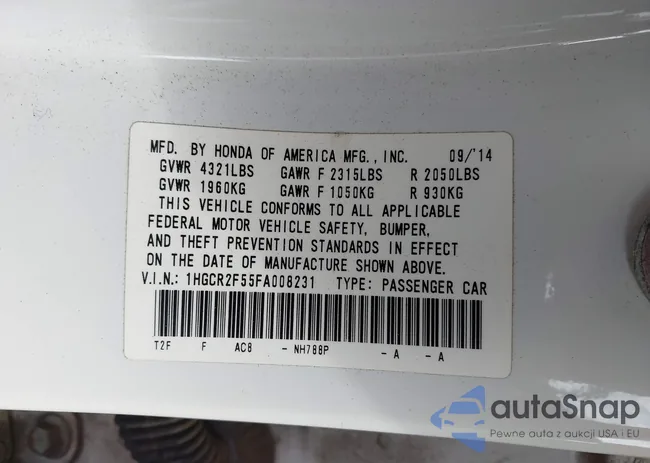 MFD. BY HONDA OF AMERICA MFG., INC. 09/'14
GVWR 4321LBS GAWR F 2315LBS R 2050LBS
GVWR 1960KG GAWR F 1050KG R 930KG
THIS VEHICLE CONFORMS TO ALL APPLICABLE
FEDERAL MOTOR VEHICLE SAFETY, BUMPER,
AND THEFT PREVENTION STANDARDS IN EFFECT
ON THE DATE OF MANUFACTURE SHOWN ABOVE.
V.I.N.: 1HGCR2F55FA008231 TYPE: PASSENGER CAR
T2F F AC8 - NH788P - A - A
autaSnap
Pewne auta z aukcji USA i EU